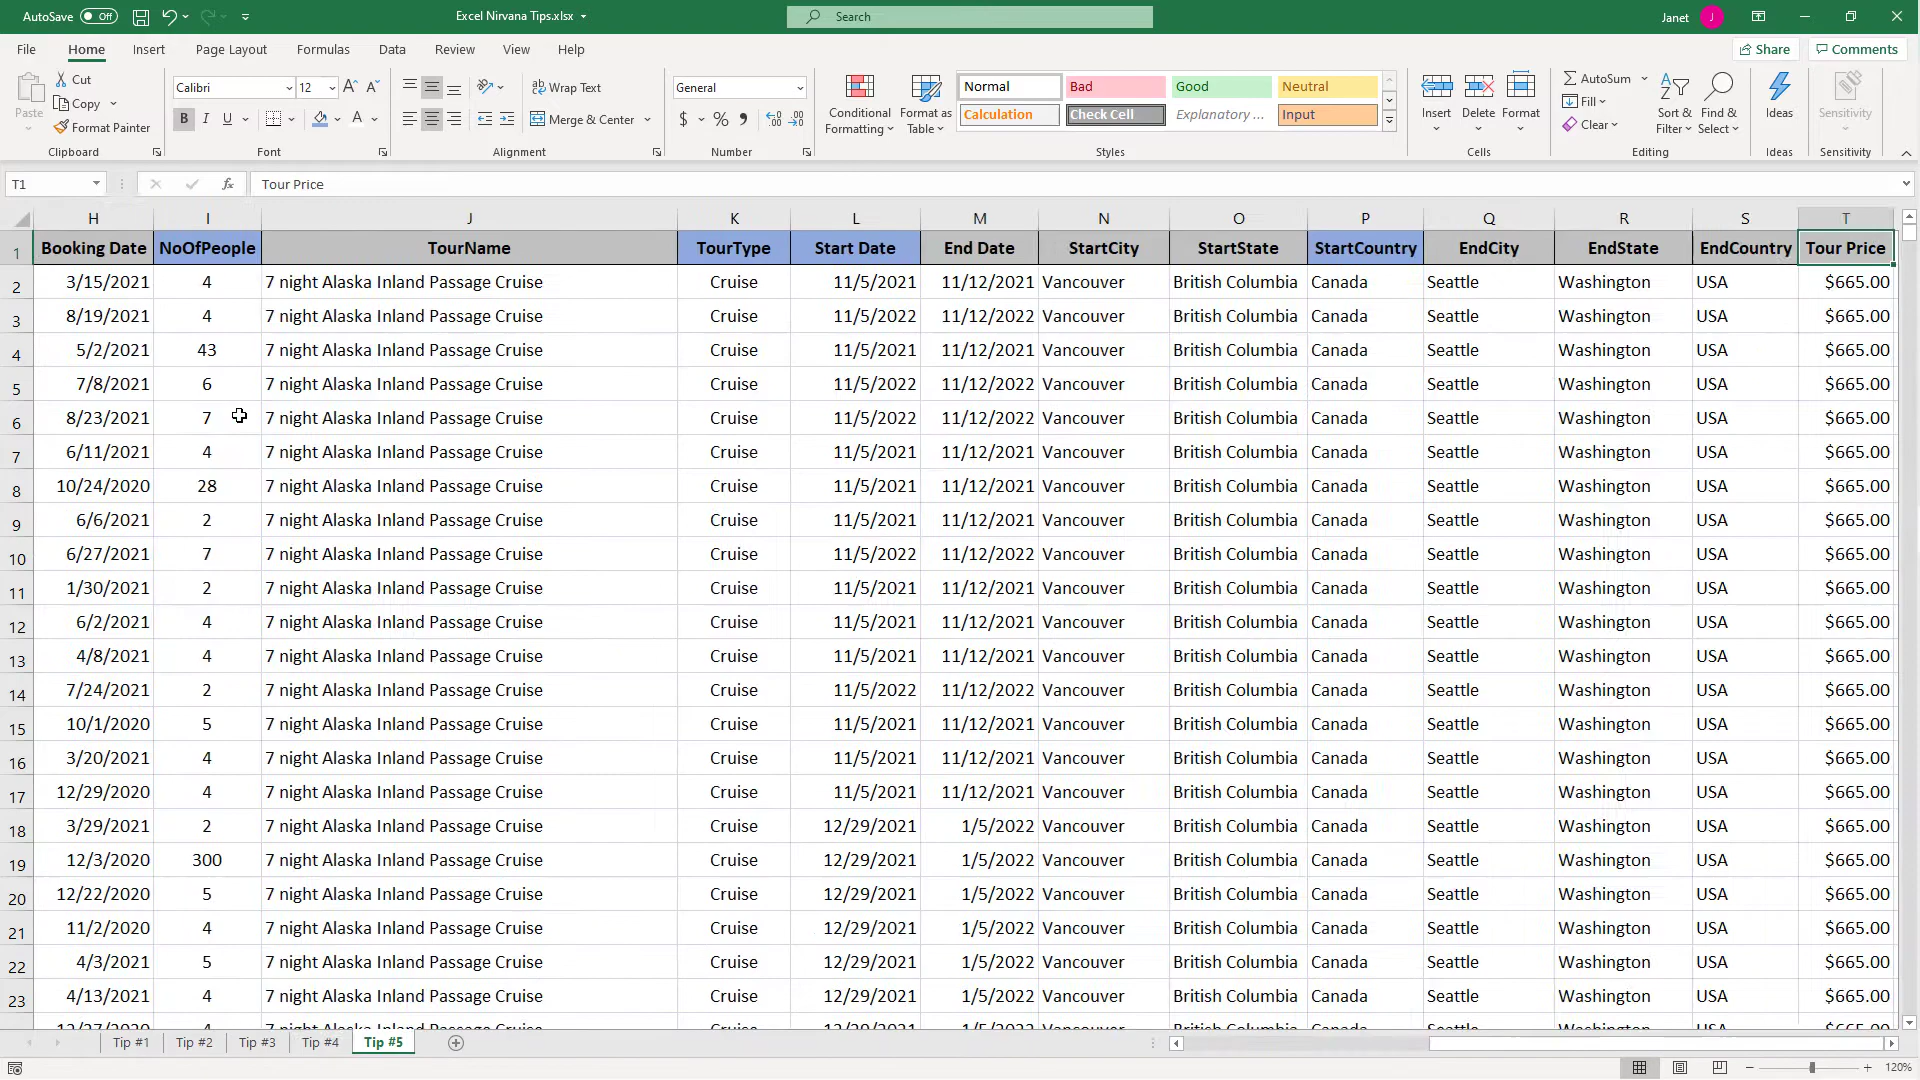 AutoSave Off Excel Nirvana Tips.xlsx Search Janet J
File Home Insert Page Layout Formulas Data Review View Help Share Comments
Paste Cut Copy Format Painter Clipboard
Calibri 12 A A B I U A Font
ab Wrap Text Merge & Center Alignment
General $ % Number
Conditional Formatting Format as Table
Normal Bad Good Neutral
Calculation Check Cell Explanatory ... Input
Styles
Insert Delete Format Cells
AutoSum Fill Clear Sort & Filter Find & Select Editing
Ideas Ideas
Sensitivity Sensitivity
T1 fx Tour Price
H I J K L M N O P Q R S T
1 Booking Date NoOfPeople TourName TourType Start Date End Date StartCity StartState StartCountry EndCity EndState EndCountry Tour Price
2 3/15/2021 4 7 night Alaska Inland Passage Cruise Cruise 11/5/2021 11/12/2021 Vancouver British Columbia Canada Seattle Washington USA $665.00
3 8/19/2021 4 7 night Alaska Inland Passage Cruise Cruise 11/5/2022 11/12/2022 Vancouver British Columbia Canada Seattle Washington USA $665.00
4 5/2/2021 43 7 night Alaska Inland Passage Cruise Cruise 11/5/2021 11/12/2021 Vancouver British Columbia Canada Seattle Washington USA $665.00
5 7/8/2021 6 7 night Alaska Inland Passage Cruise Cruise 11/5/2022 11/12/2022 Vancouver British Columbia Canada Seattle Washington USA $665.00
6 8/23/2021 7 7 night Alaska Inland Passage Cruise Cruise 11/5/2022 11/12/2022 Vancouver British Columbia Canada Seattle Washington USA $665.00
7 6/11/2021 4 7 night Alaska Inland Passage Cruise Cruise 11/5/2021 11/12/2021 Vancouver British Columbia Canada Seattle Washington USA $665.00
8 10/24/2020 28 7 night Alaska Inland Passage Cruise Cruise 11/5/2021 11/12/2021 Vancouver British Columbia Canada Seattle Washington USA $665.00
9 6/6/2021 2 7 night Alaska Inland Passage Cruise Cruise 11/5/2021 11/12/2021 Vancouver British Columbia Canada Seattle Washington USA $665.00
10 6/27/2021 7 7 night Alaska Inland Passage Cruise Cruise 11/5/2022 11/12/2022 Vancouver British Columbia Canada Seattle Washington USA $665.00
11 1/30/2021 2 7 night Alaska Inland Passage Cruise Cruise 11/5/2021 11/12/2021 Vancouver British Columbia Canada Seattle Washington USA $665.00
12 6/2/2021 4 7 night Alaska Inland Passage Cruise Cruise 11/5/2021 11/12/2021 Vancouver British Columbia Canada Seattle Washington USA $665.00
13 4/8/2021 4 7 night Alaska Inland Passage Cruise Cruise 11/5/2021 11/12/2021 Vancouver British Columbia Canada Seattle Washington USA $665.00
14 7/24/2021 2 7 night Alaska Inland Passage Cruise Cruise 11/5/2022 11/12/2022 Vancouver British Columbia Canada Seattle Washington USA $665.00
15 10/1/2020 5 7 night Alaska Inland Passage Cruise Cruise 11/5/2021 11/12/2021 Vancouver British Columbia Canada Seattle Washington USA $665.00
16 3/20/2021 4 7 night Alaska Inland Passage Cruise Cruise 11/5/2021 11/12/2021 Vancouver British Columbia Canada Seattle Washington USA $665.00
17 12/29/2020 4 7 night Alaska Inland Passage Cruise Cruise 11/5/2021 11/12/2021 Vancouver British Columbia Canada Seattle Washington USA $665.00
18 3/29/2021 2 7 night Alaska Inland Passage Cruise Cruise 12/29/2021 1/5/2022 Vancouver British Columbia Canada Seattle Washington USA $665.00
19 12/3/2020 300 7 night Alaska Inland Passage Cruise Cruise 12/29/2021 1/5/2022 Vancouver British Columbia Canada Seattle Washington USA $665.00
20 12/22/2020 5 7 night Alaska Inland Passage Cruise Cruise 12/29/2021 1/5/2022 Vancouver British Columbia Canada Seattle Washington USA $665.00
21 11/2/2020 4 7 night Alaska Inland Passage Cruise Cruise 12/29/2021 1/5/2022 Vancouver British Columbia Canada Seattle Washington USA $665.00
22 4/3/2021 5 7 night Alaska Inland Passage Cruise Cruise 12/29/2021 1/5/2022 Vancouver British Columbia Canada Seattle Washington USA $665.00
23 4/13/2021 4 7 night Alaska Inland Passage Cruise Cruise 12/29/2021 1/5/2022 Vancouver British Columbia Canada Seattle Washington USA $665.00
Tip #1 Tip #2 Tip #3 Tip #4 Tip #5
120%